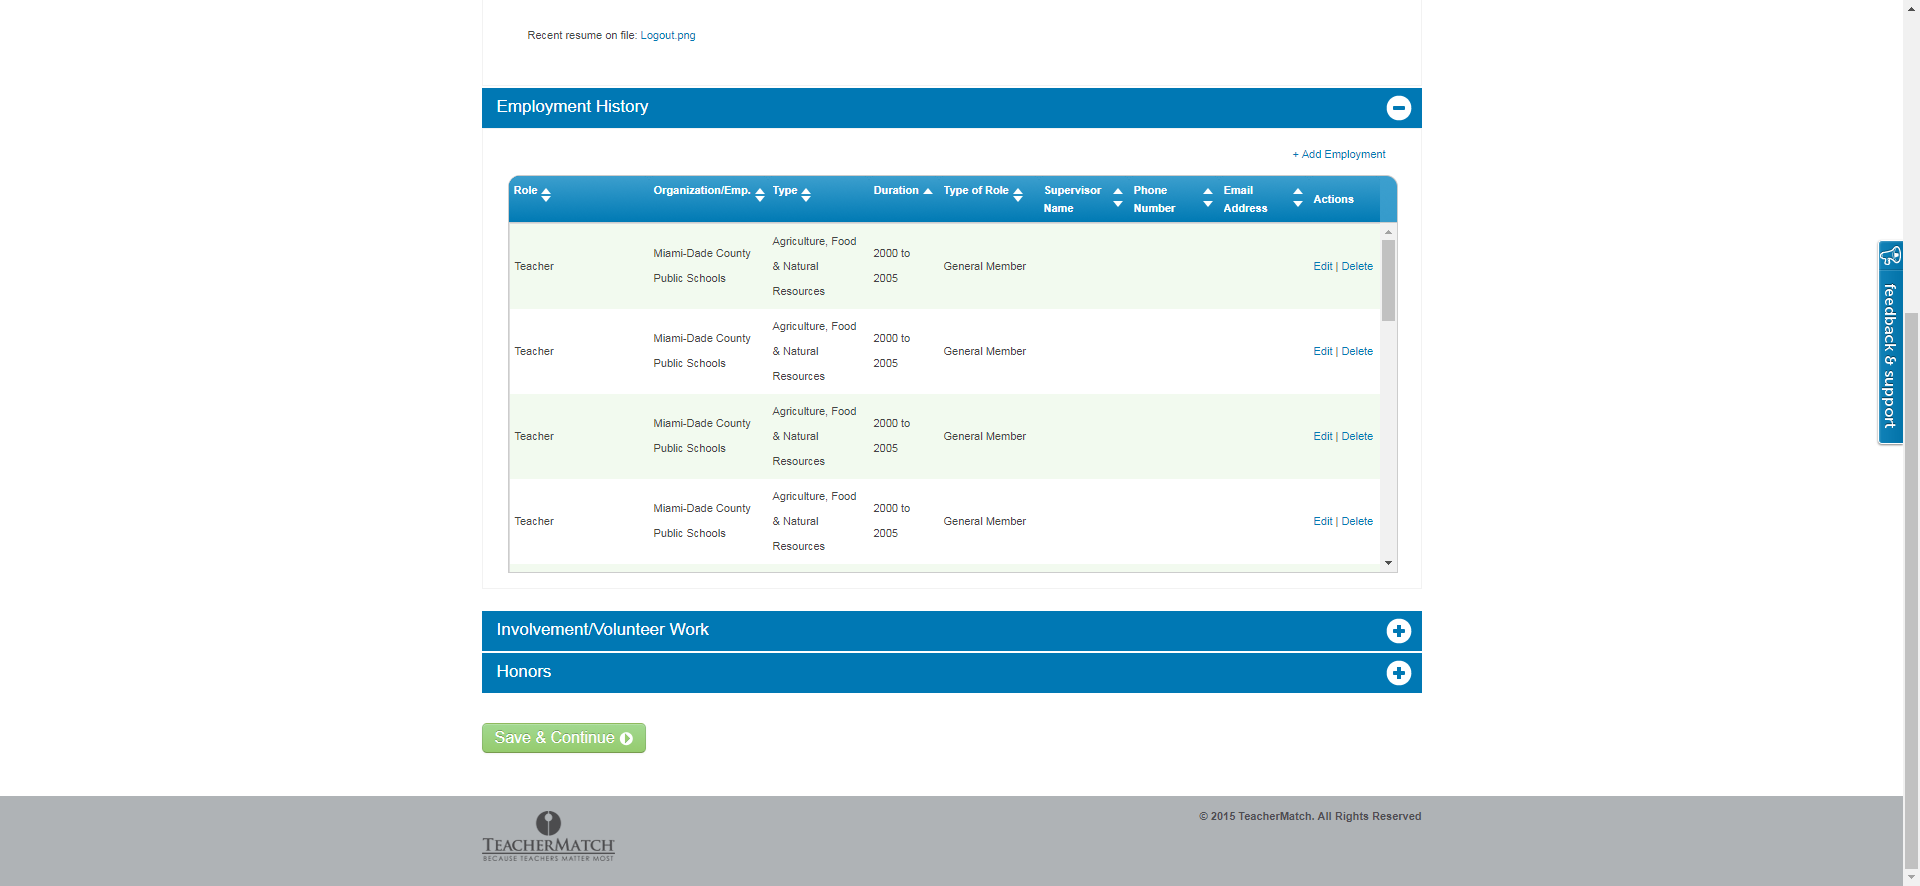 Recent resume on file: Logout.png
Employment History
+ Add Employment
Role Organization/Emp. Type Duration Type of Role Supervisor Name Phone Number Email Address Actions
Teacher Miami-Dade County Public Schools Agriculture, Food & Natural Resources 2000 to 2005 General Member Edit | Delete
Teacher Miami-Dade County Public Schools Agriculture, Food & Natural Resources 2000 to 2005 General Member Edit | Delete
Teacher Miami-Dade County Public Schools Agriculture, Food & Natural Resources 2000 to 2005 General Member Edit | Delete
Teacher Miami-Dade County Public Schools Agriculture, Food & Natural Resources 2000 to 2005 General Member Edit | Delete
feedback & support
Involvement/Volunteer Work
Honors
Save & Continue
© 2015 TeacherMatch. All Rights Reserved
TEACHERMATCH
BECAUSE TEACHERS MATTER MOST